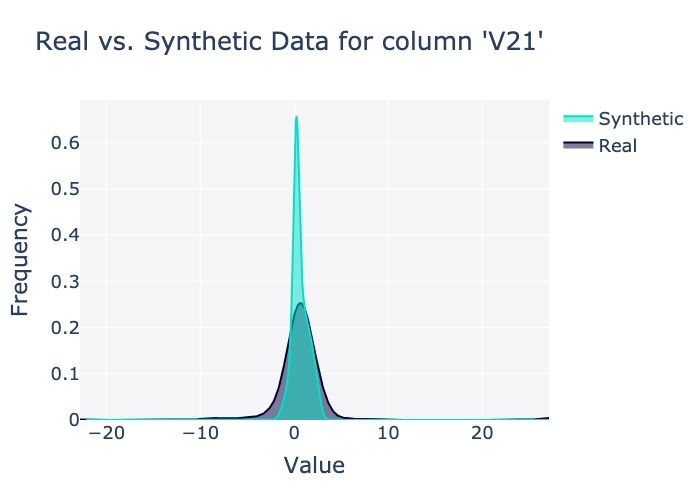 Real vs. Synthetic Data for column 'V21'
Synthetic
Real
0.6
0.5
0.4
0.3
0.2
0.1
0
−20
−10
0
10
20
Frequency
Value